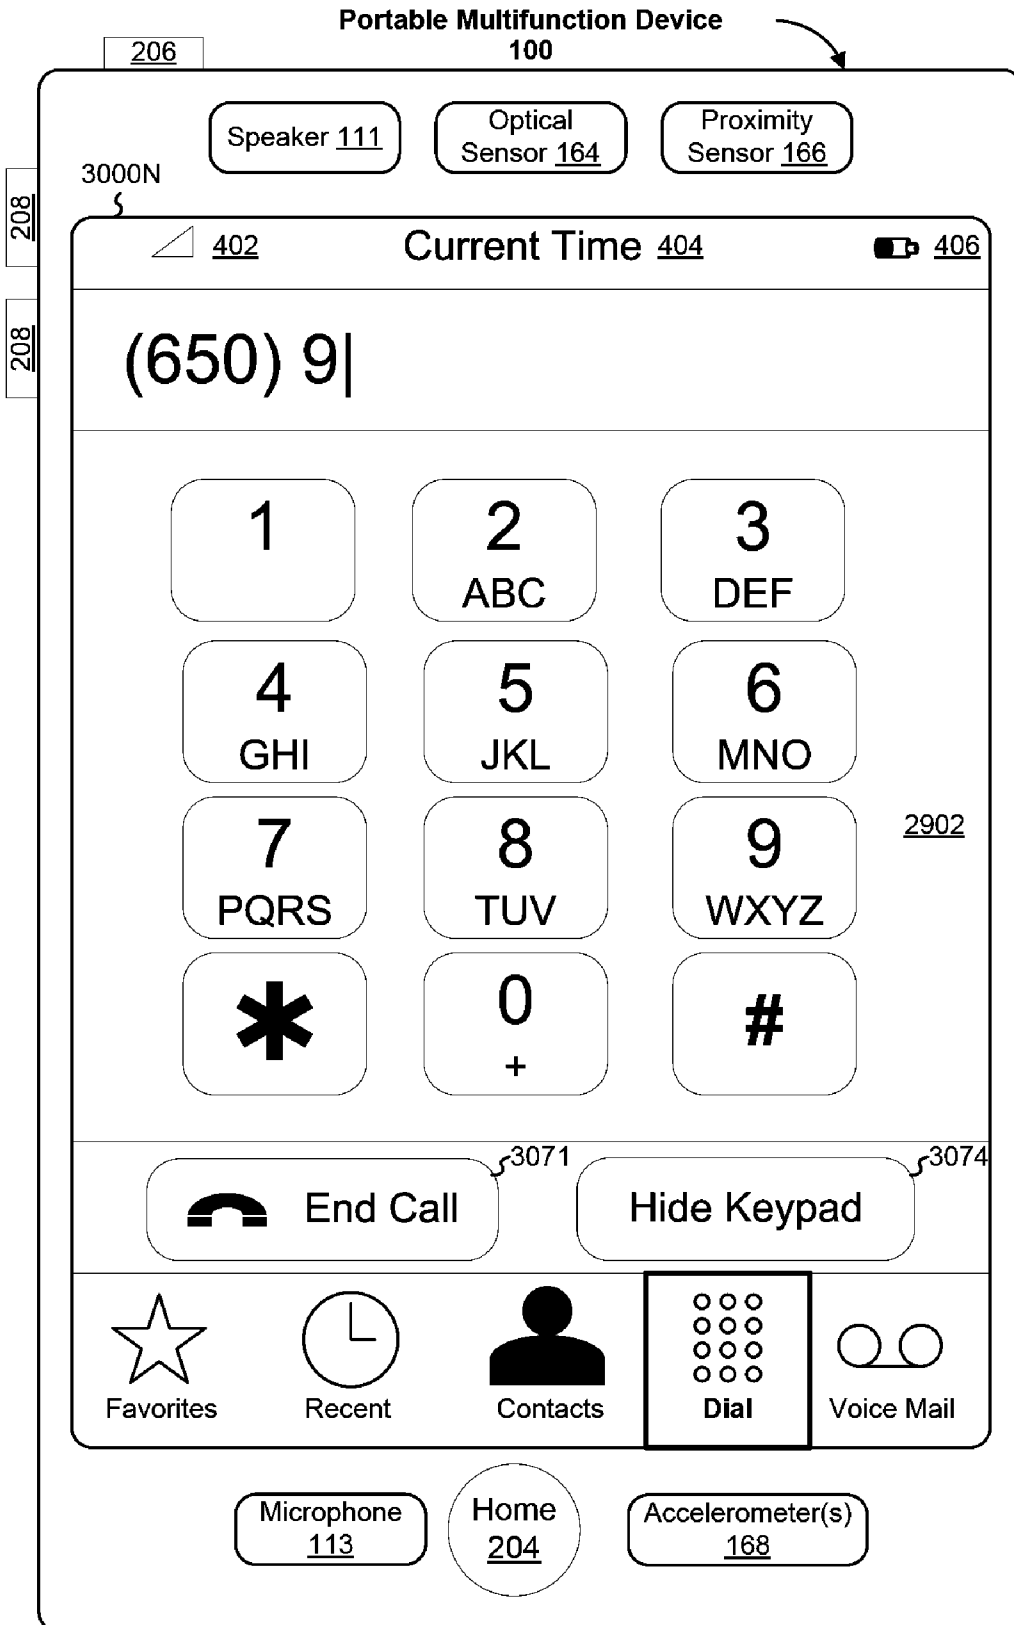 Portable Multifunction Device
100
206
Speaker 111
Optical
Sensor 164
Proximity
Sensor 166
3000N
208
208
402
Current Time 404
406
(650) 9
1
2
ABC
3
DEF
4
GHI
5
JKL
6
MNO
7
PQRS
8
TUV
9
WXYZ
2902
*
0
+
#
3071
3074
End Call
Hide Keypad
Favorites
Recent
Contacts
Dial
Voice Mail
Microphone
113
Home
204
Accelerometer(s)
168